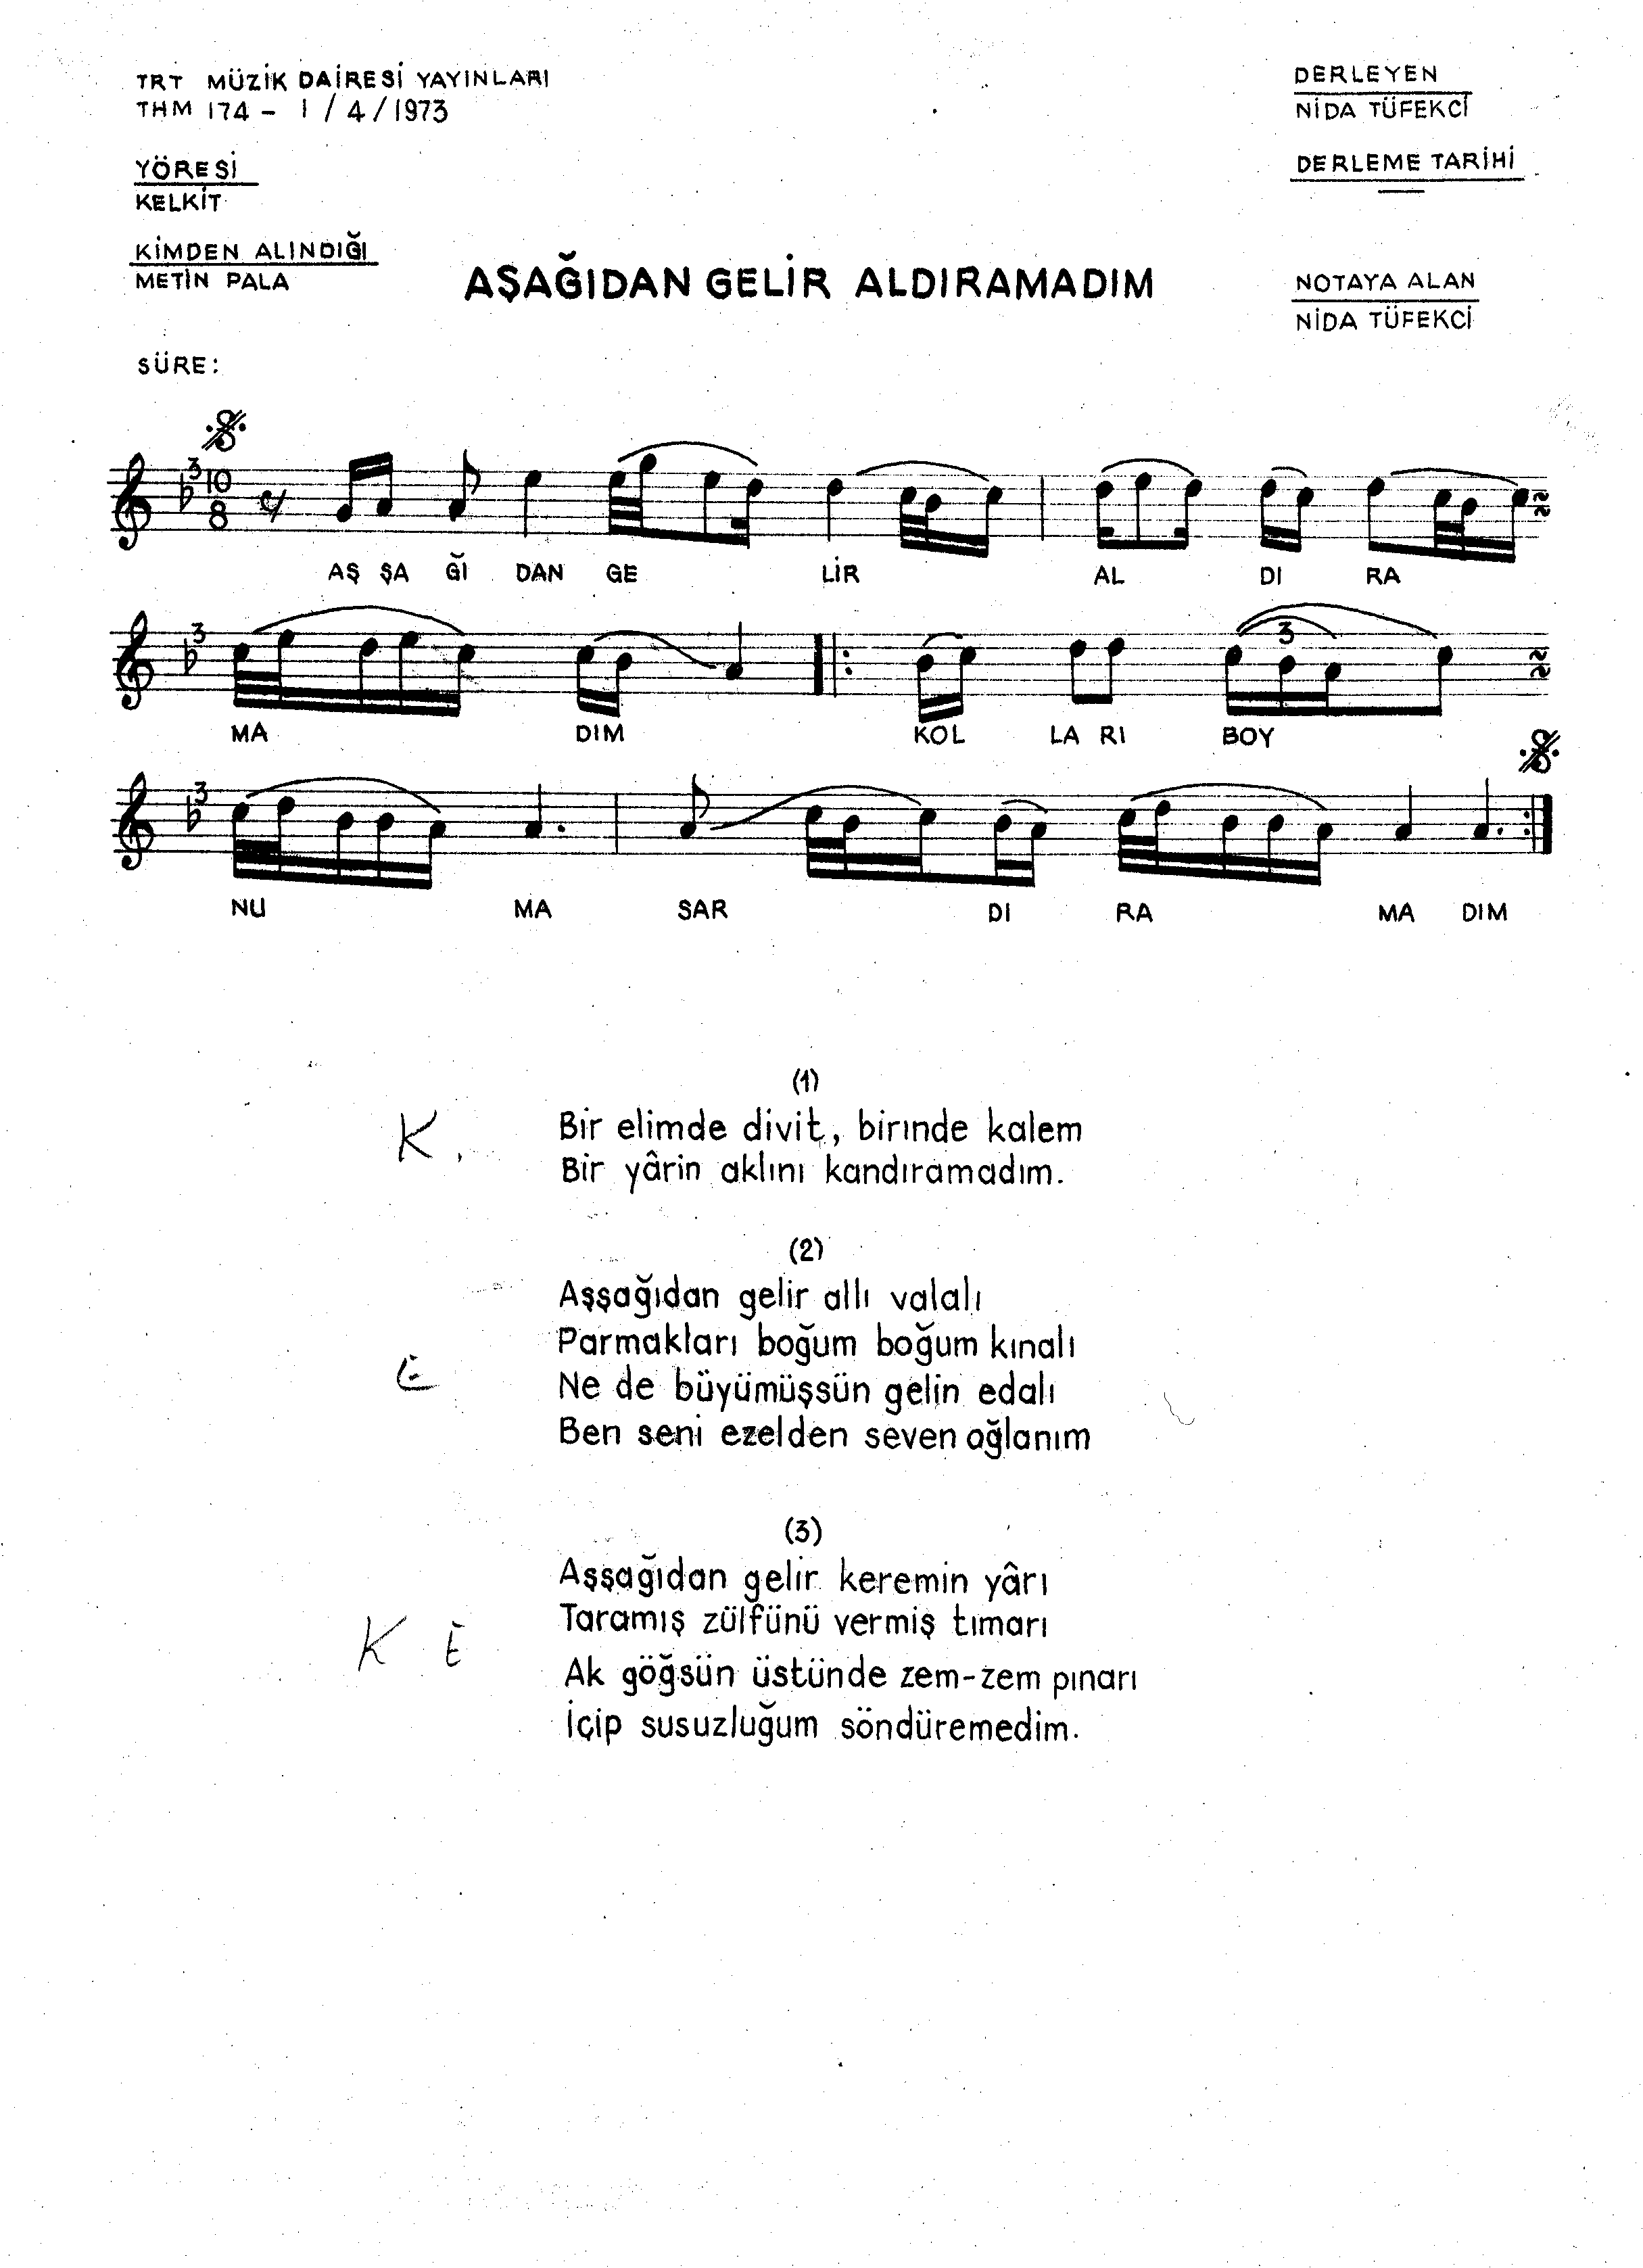 TRT MÜZİK DAİRESİ YAYINLARI
THM 174 - 1 / 4 / 1973
YÖRESİ
KELKİT
KİMDEN ALINDIĞI
METİN PALA
SÜRE:
DERLEYEN
NİDA TÜFEKCİ
DERLEME TARİHİ
NOTAYA ALAN
NİDA TÜFEKCİ
AŞAĞIDAN GELİR ALDIRAMADIM
3 10 8
AŞ ŞA ĞI DAN GE LİR AL DI RA
3 3
MA DIM KOL LA RI BOY
3
NU MA SAR DI RA MA DIM
(1)
K. Bir elimde divit, birınde kalem
Bir yârin aklını kandıramadım.
(2)
Aşşağıdan gelir allı valalı
Parmakları boğum boğum kınalı
Ne de büyümüşsün gelin edalı
Ben seni ezelden seven oğlanım
(3)
Aşşağıdan gelir keremin yârı
Taramış zülfünü vermiş tımarı
K E
Ak göğsün üstünde zem-zem pınarı
İçip susuzluğum söndüremedim.